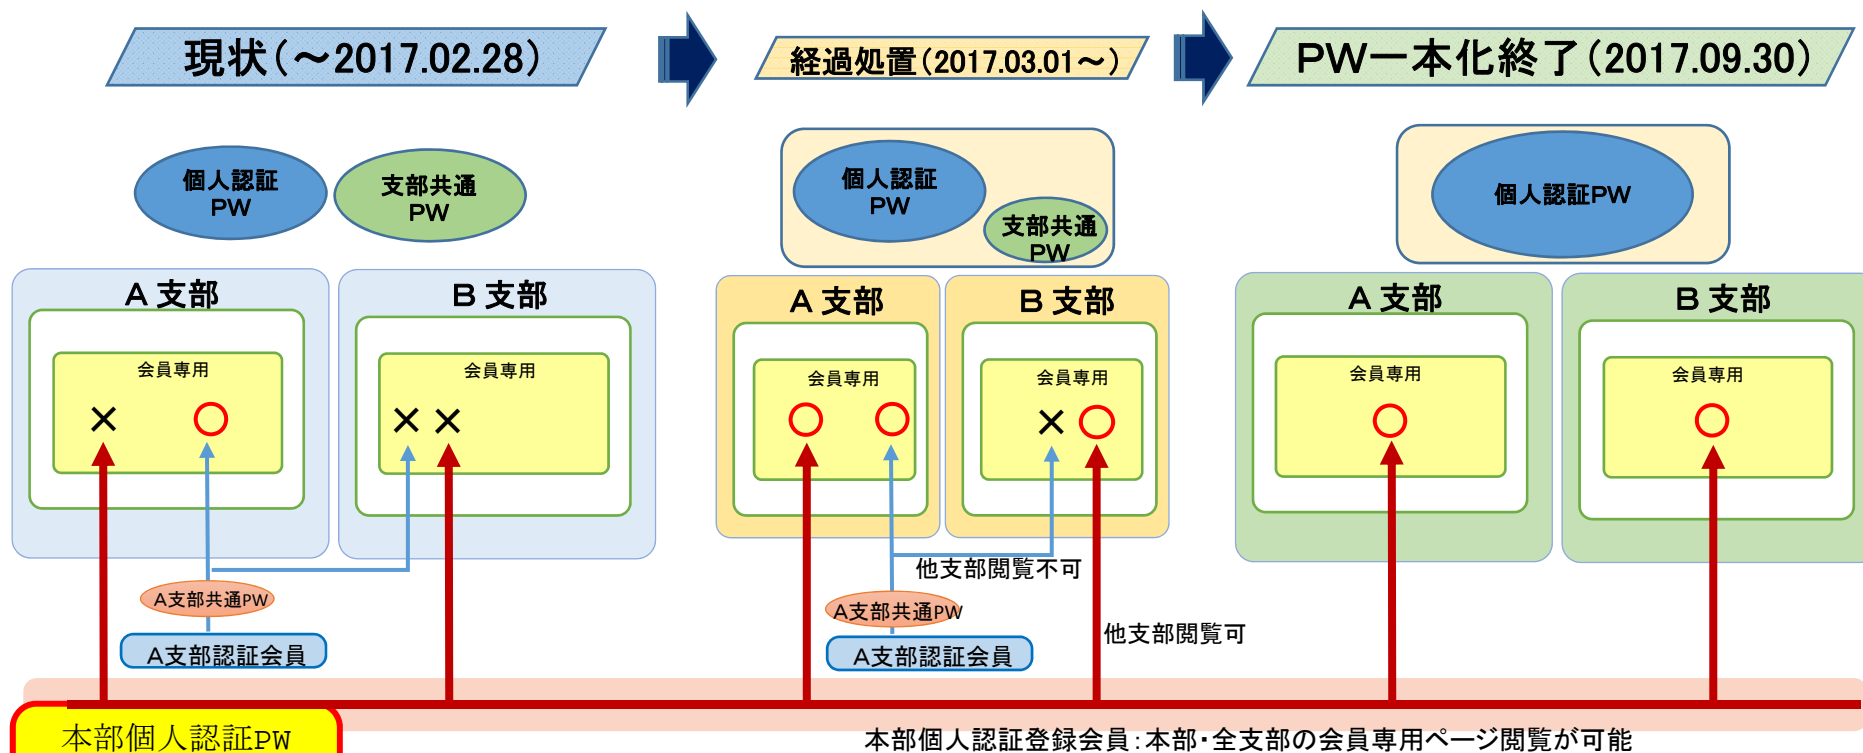 現状(～2017.02.28)
経過処置(2017.03.01～)
PW一本化終了(2017.09.30)
個人認証
PW
支部共通
PW
個人認証
PW
支部共通
PW
個人認証PW
A 支部
会員専用
B 支部
会員専用
A 支部
会員専用
B 支部
会員専用
A 支部
会員専用
B 支部
会員専用
A支部共通PW
A支部認証会員
他支部閲覧不可
A支部共通PW
A支部認証会員
他支部閲覧可
本部個人認証PW
本部個人認証登録会員:本部・全支部の会員専用ページ閲覧が可能